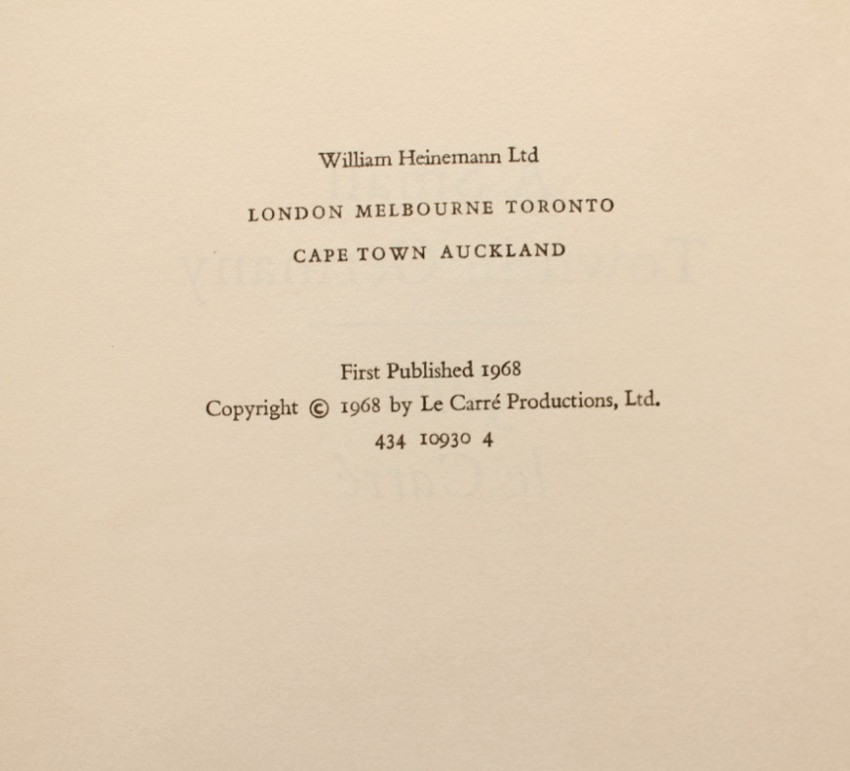 William Heinemann Ltd
LONDON MELBOURNE TORONTO
CAPE TOWN AUCKLAND
First Published 1968
Copyright © 1968 by Le Carré Productions, Ltd.
434 10930 4